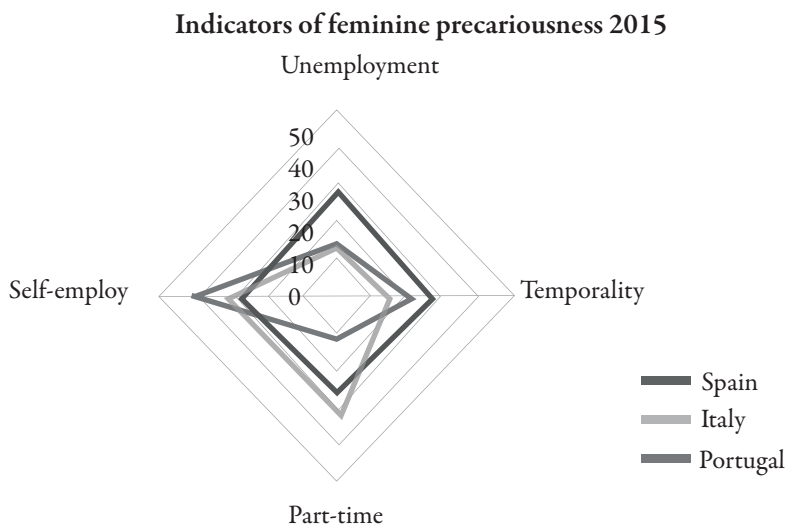 Indicators of feminine precariousness 2015
Unemployment
50
40
30
20
10
0
Self-employ
Temporality
Spain
Italy
Portugal
Part-time